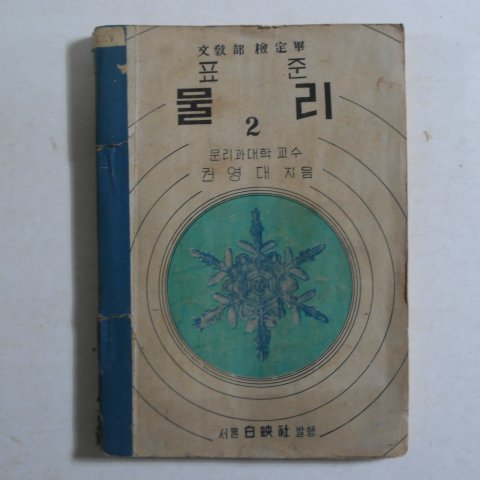 文敎部 檢定畢
표준
물리
2
문리과대학 교수
권영대 지음
서울 白映社 발행